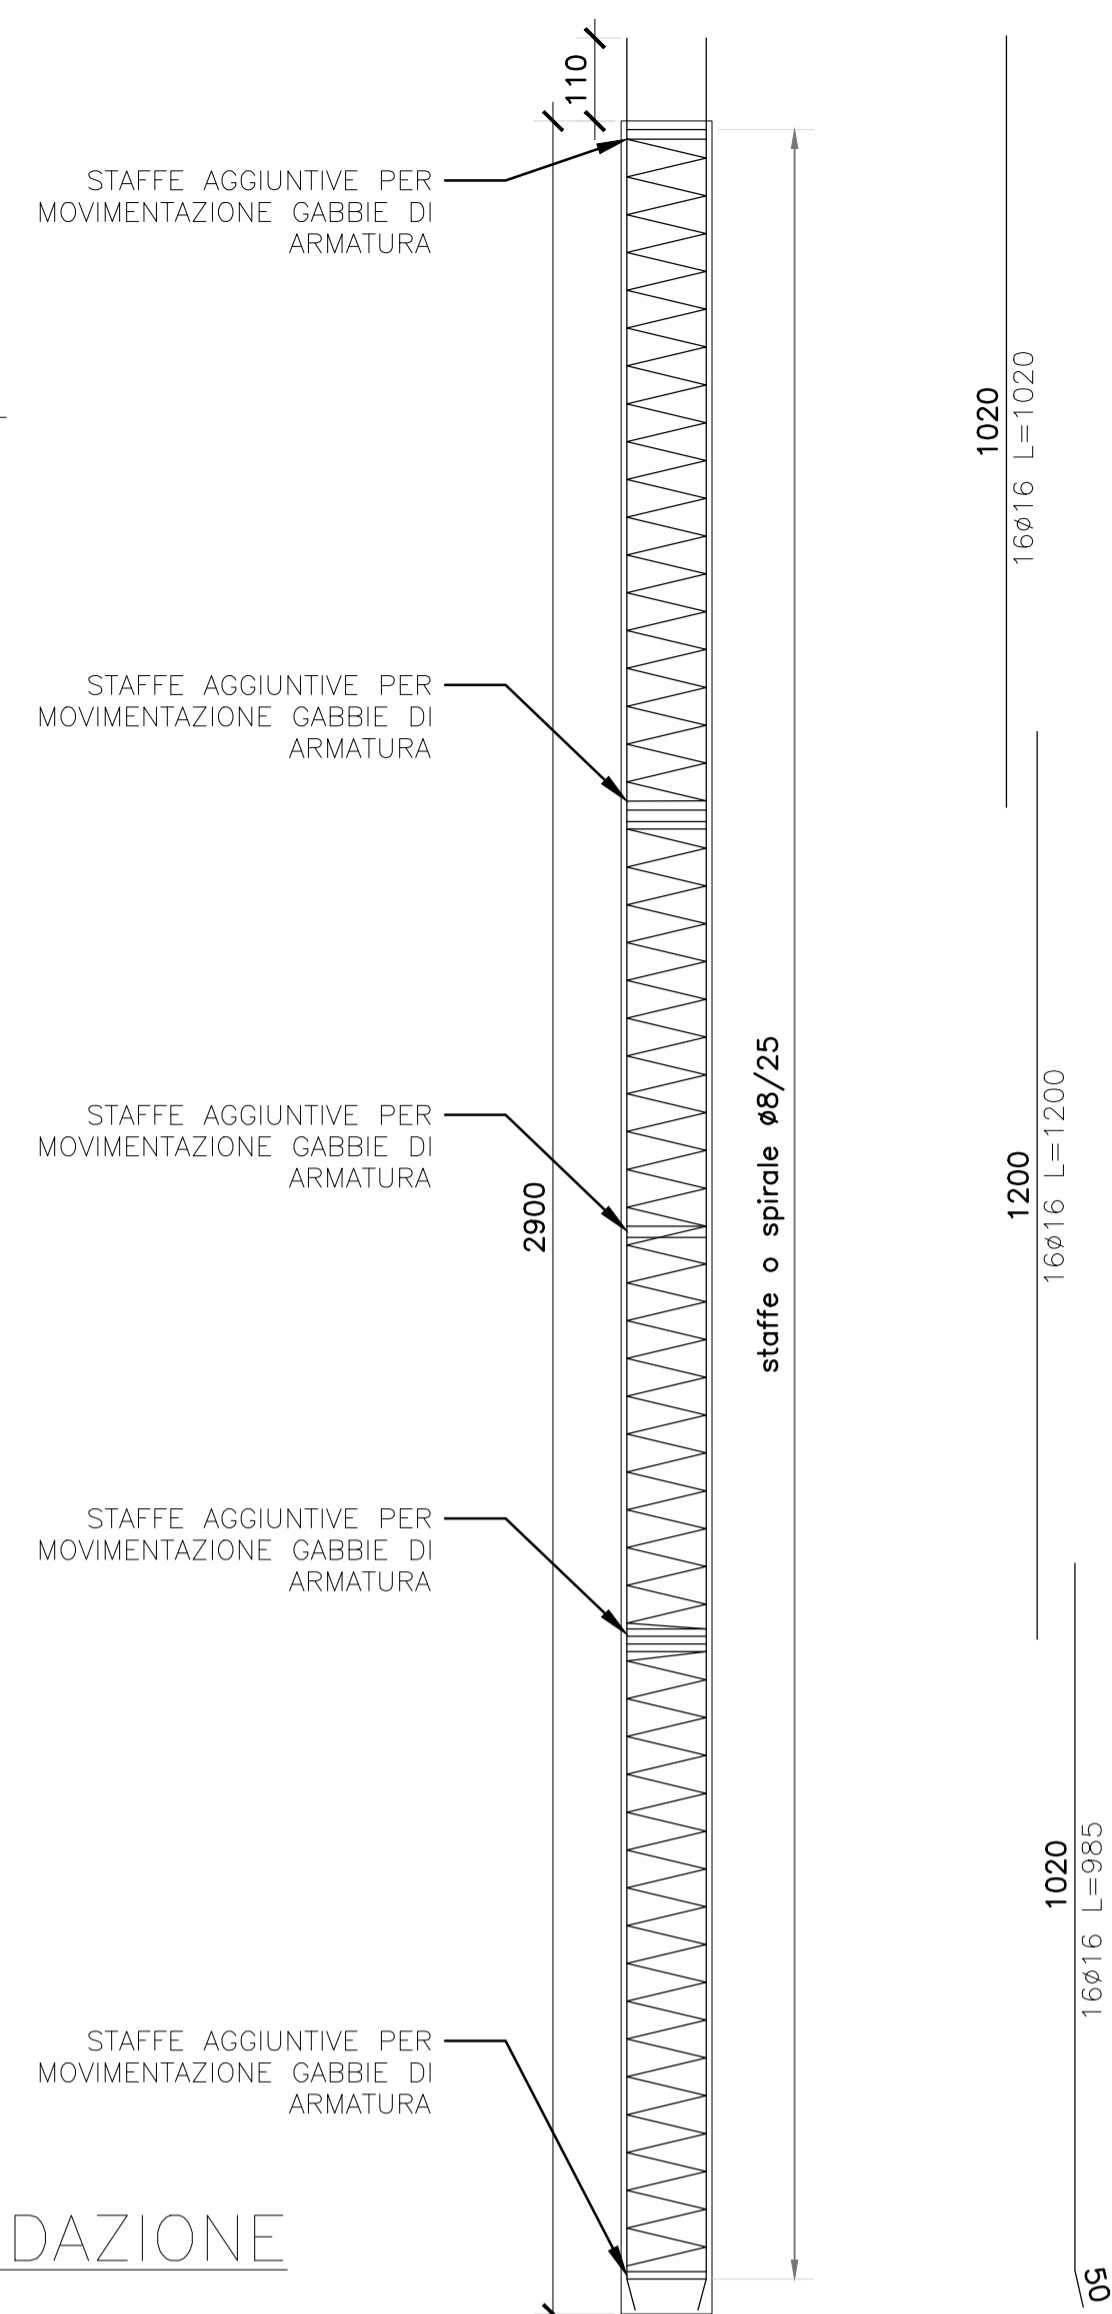 110
STAFFE AGGIUNTIVE PER
MOVIMENTAZIONE GABBIE DI
ARMATURA
1020
16ø16 L=1020
STAFFE AGGIUNTIVE PER
MOVIMENTAZIONE GABBIE DI
ARMATURA
STAFFE AGGIUNTIVE PER
MOVIMENTAZIONE GABBIE DI
ARMATURA
2900
staffe o spirale ø8/25
1200
16ø16 L=1200
STAFFE AGGIUNTIVE PER
MOVIMENTAZIONE GABBIE DI
ARMATURA
1020
16ø16 L=985
STAFFE AGGIUNTIVE PER
MOVIMENTAZIONE GABBIE DI
ARMATURA
DAZIONE
50